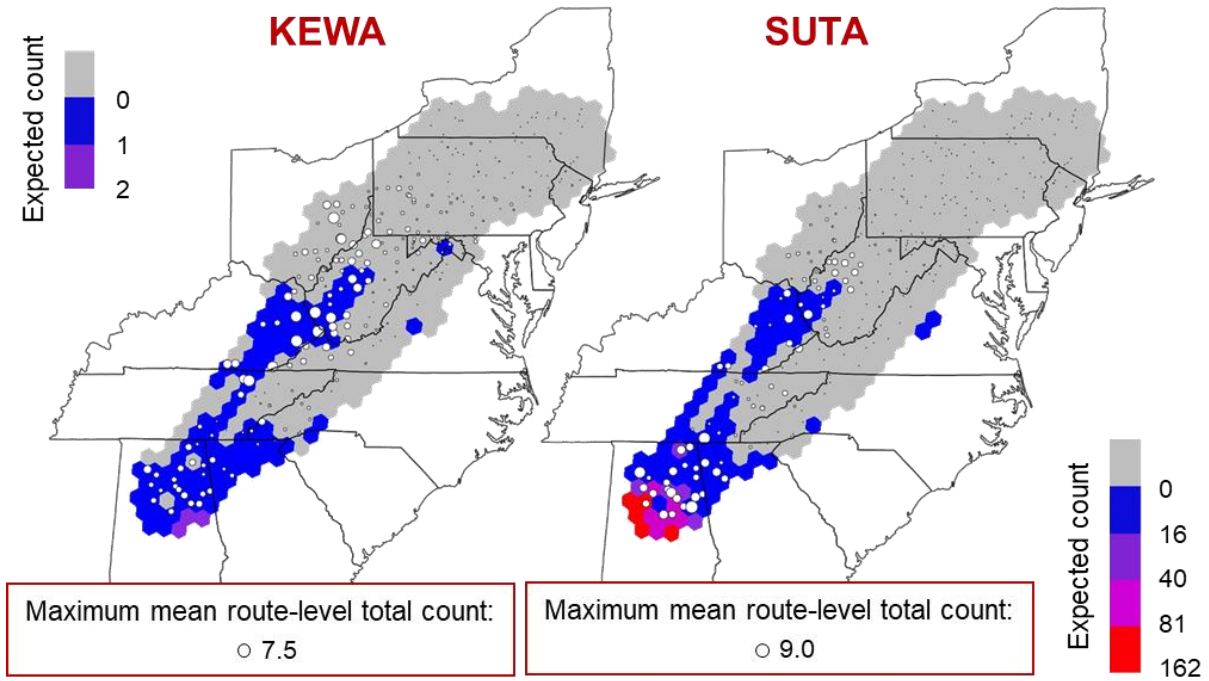 KEWA
SUTA
Expected count
0
1
2
Expected count
0
16
40
81
162
Maximum mean route-level total count:
7.5
Maximum mean route-level total count:
9.0